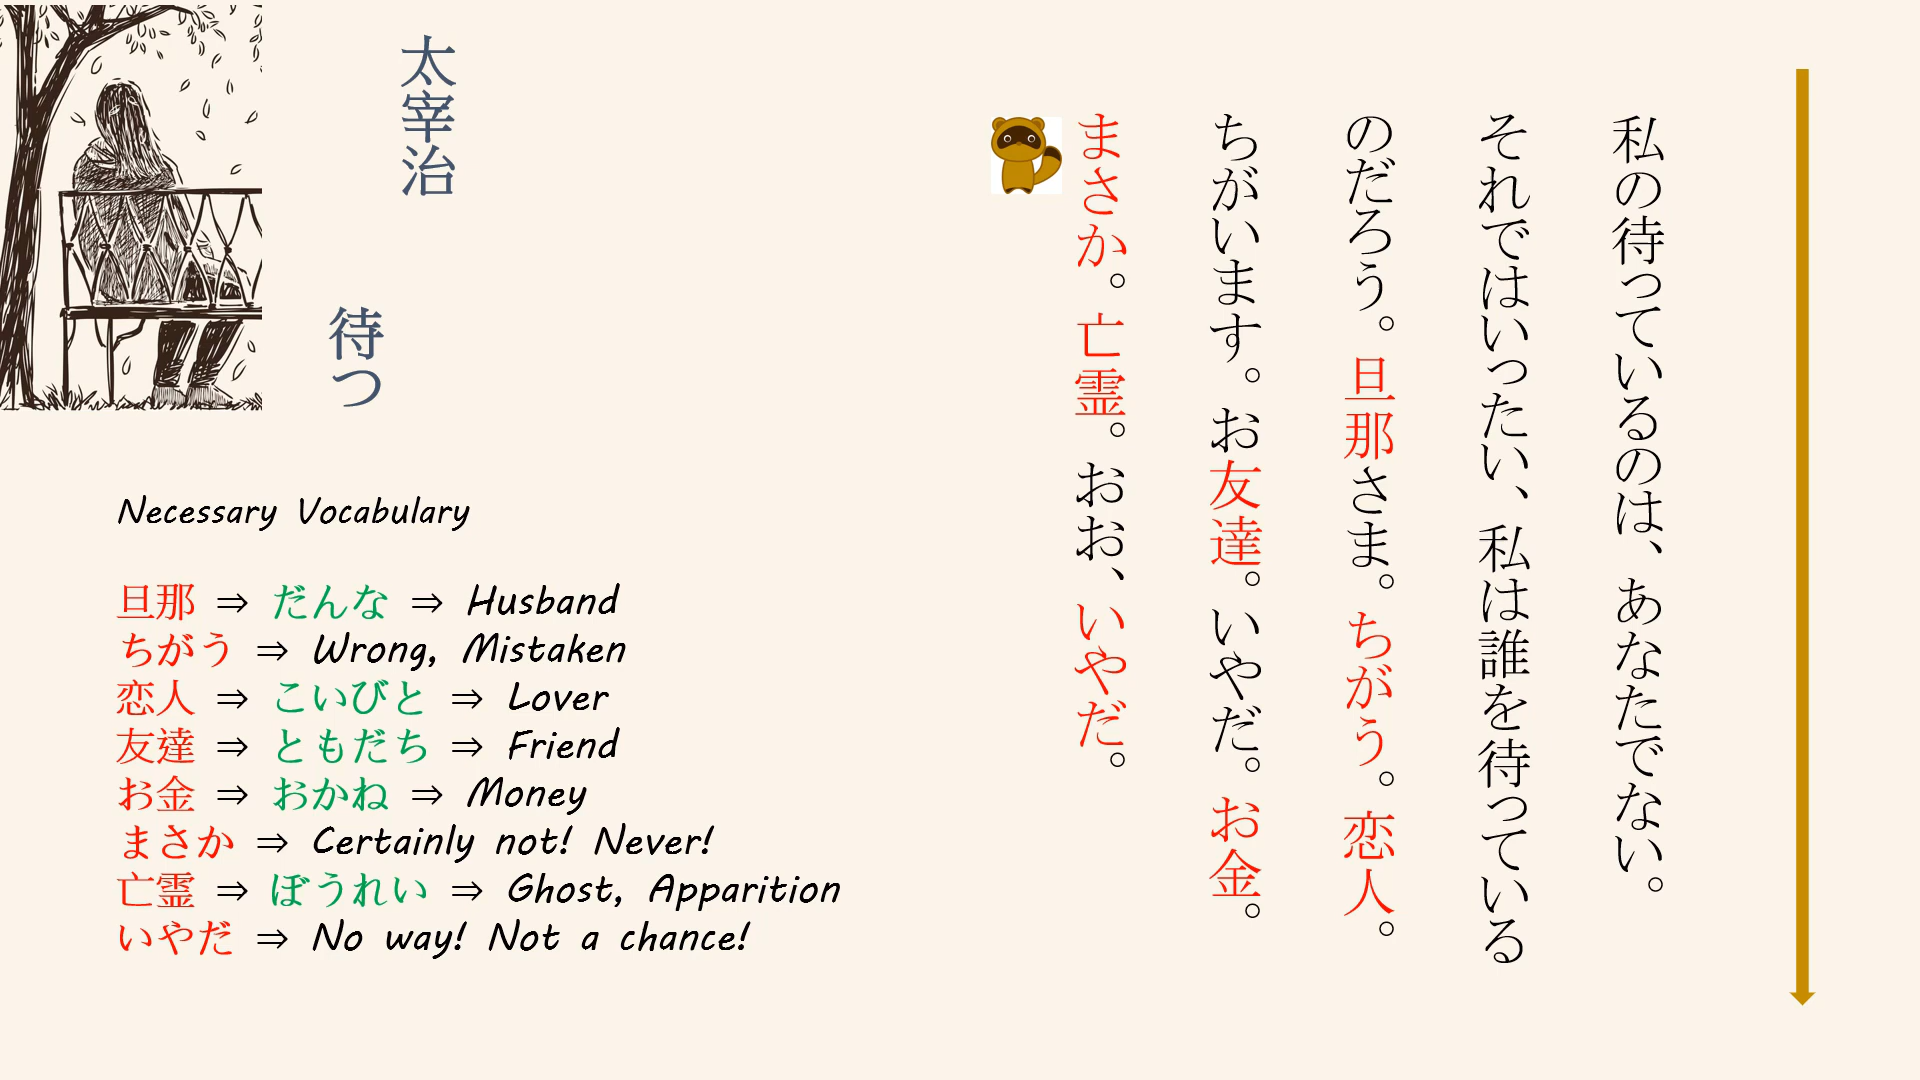 私の待っているのは、あなたでない。
それではいったい、私は誰を待っている
のだろう。旦那さま。ちがう。恋人。
ちがいます。お友達。いやだ。お金。
まさか。亡霊。おお、いやだ。
太宰治
待つ
Necessary Vocabulary
旦那 ⇒ だんな ⇒ Husband
ちがう ⇒ Wrong, Mistaken
恋人 ⇒ こいびと ⇒ Lover
友達 ⇒ ともだち ⇒ Friend
お金 ⇒ おかね ⇒ Money
まさか ⇒ Certainly not! Never!
亡霊 ⇒ ぼうれい ⇒ Ghost, Apparition
いやだ ⇒ No way! Not a chance!